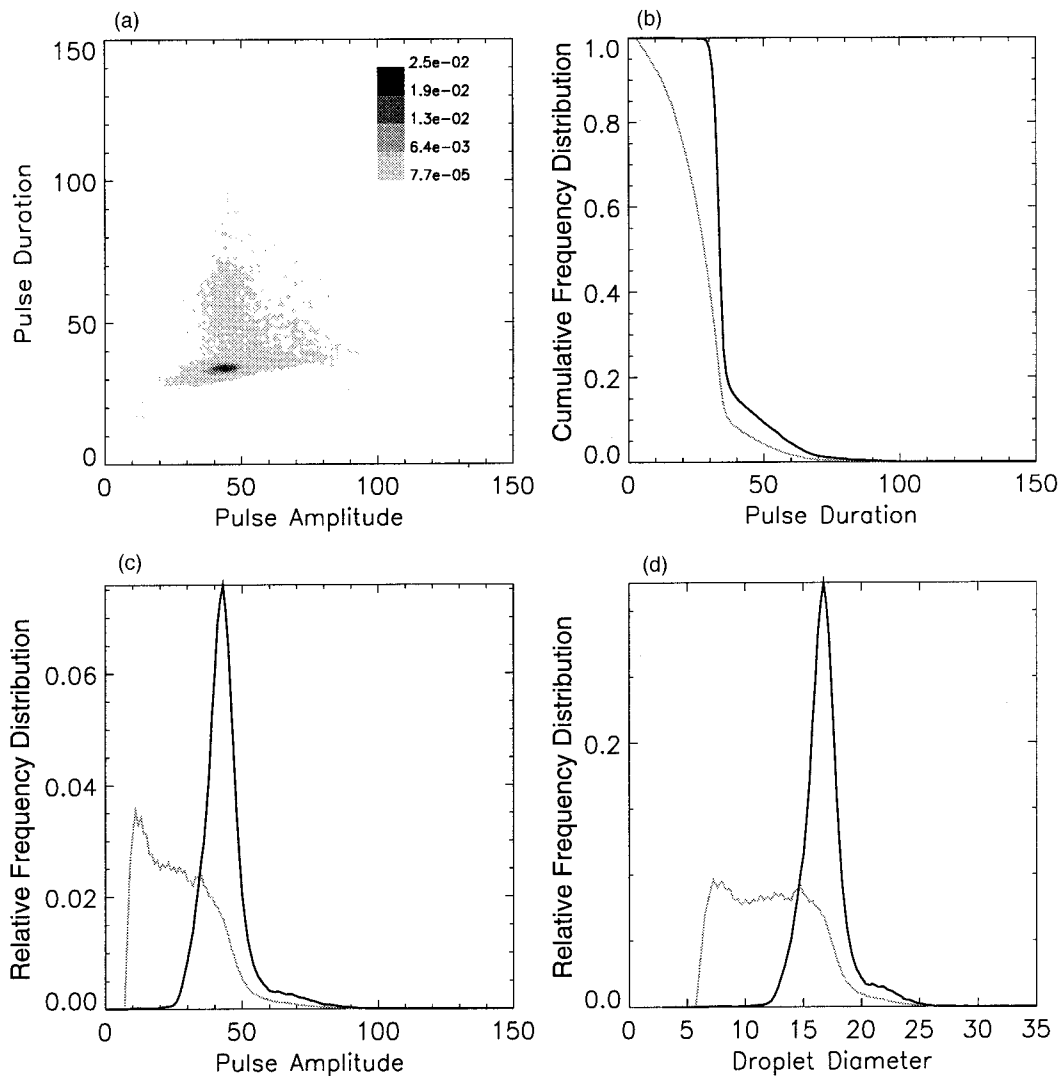 (a)
150
100
50
0
Pulse Duration
2.5e-02
1.9e-02
1.3e-02
6.4e-03
7.7e-05
0 50 100 150
Pulse Amplitude
(b)
1.0
0.8
0.6
0.4
0.2
0.0
Cumulative Frequency Distribution
0 50 100 150
Pulse Duration
(c)
0.06
0.04
0.02
0.00
Relative Frequency Distribution
0 50 100 150
Pulse Amplitude
(d)
0.2
0.0
Relative Frequency Distribution
0 5 10 15 20 25 30 35
Droplet Diameter